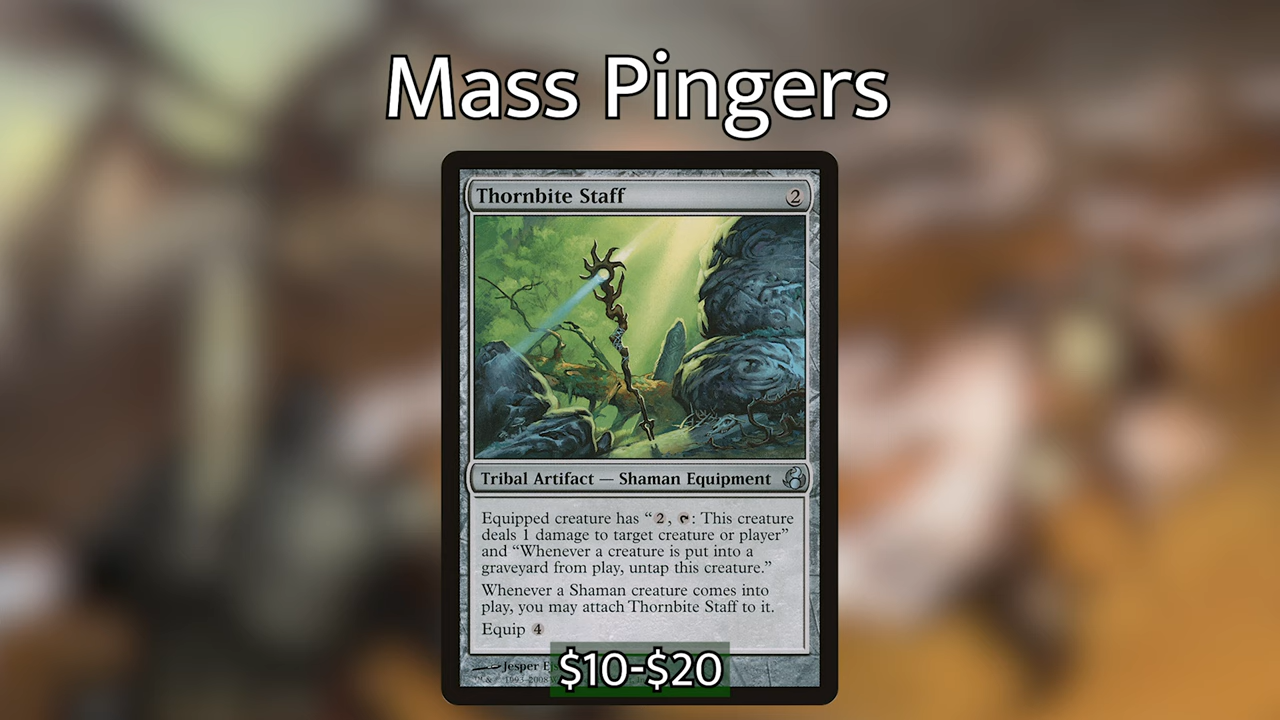 Mass Pingers
Thornbite Staff 2
Tribal Artifact — Shaman Equipment
Equipped creature has “2, : This creature
deals 1 damage to target creature or player”
and “Whenever a creature is put into a
graveyard from play, untap this creature.”
Whenever a Shaman creature comes into
play, you may attach Thornbite Staff to it.
Equip 4
Jesper
$10-$20